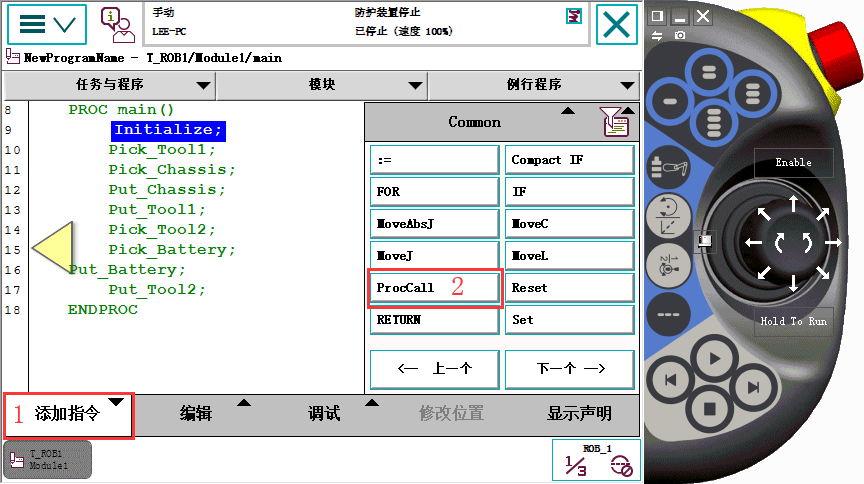 手动
防护装置停止
LEE-PC
已停止 (速度 100%)
NewProgramName - T_ROB1/Module1/main
任务与程序
模块
例行程序
8 PROC main()
9 Initialize;
10 Pick_Tool1;
11 Pick_Chassis;
12 Put_Chassis;
13 Put_Tool1;
14 Pick_Tool2;
15 Pick_Battery;
16 Put_Battery;
17 Put_Tool2;
18 ENDPROC
Common
:= Compact IF
FOR IF
MoveAbsJ MoveC
MoveJ MoveL
ProcCall 2 Reset
RETURN Set
<— 上一个 下一个 —>
1 添加指令 编辑 调试 修改位置 显示声明
T_ROB1
Module1
ROB_1
1/3
Enable
Hold To Run